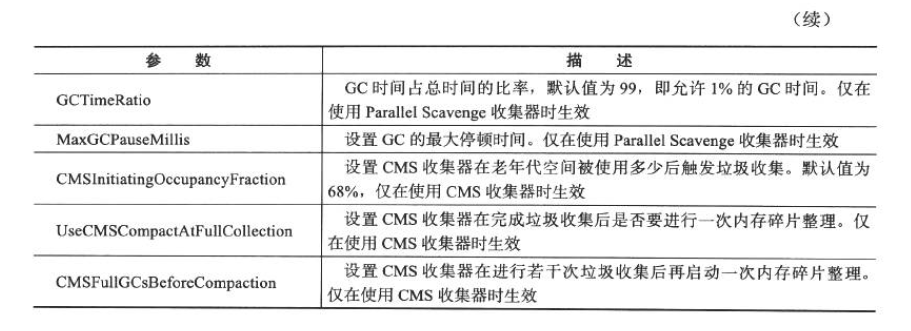 （续）
参 数 描 述
GCTimeRatio
GC 时间占总时间的比率，默认值为 99，即允许 1% 的 GC 时间。仅在
使用 Parallel Scavenge 收集器时生效
MaxGCPauseMillis 设置 GC 的最大停顿时间。仅在使用 Parallel Scavenge 收集器时生效
CMSInitiatingOccupancyFraction
设置 CMS 收集器在老年代空间被使用多少后触发垃圾收集。默认值为
68%，仅在使用 CMS 收集器时生效
UseCMSCompactAtFullCollection
设置 CMS 收集器在完成垃圾收集后是否要进行一次内存碎片整理。仅
在使用 CMS 收集器时生效
CMSFullGCsBeforeCompaction
设置 CMS 收集器在进行若干次垃圾收集后再启动一次内存碎片整理。
仅在使用 CMS 收集器时生效